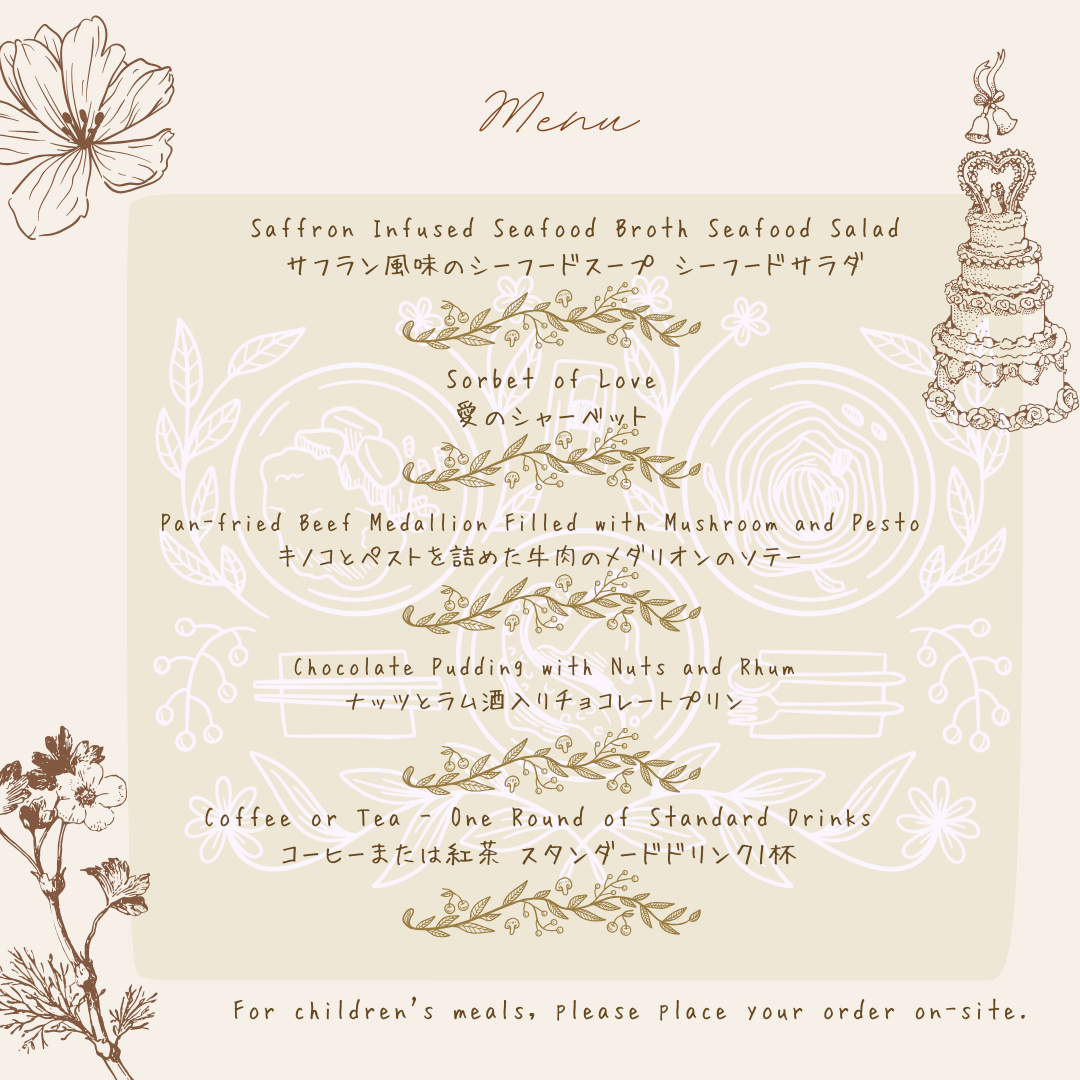 Menu
Saffron Infused Seafood Broth Seafood Salad
サフラン風味のシーフードスープ シーフードサラダ
Sorbet of Love
愛のシャーベット
Pan-fried Beef Medallion Filled with Mushroom and Pesto
キノコとペストを詰めた牛肉のメダリオンのソテー
Chocolate Pudding with Nuts and Rhum
ナッツとラム酒入りチョコレートプリン
Coffee or Tea - One Round of Standard Drinks
コーヒーまたは紅茶 スタンダードドリンク1杯
For children's meals, please place your order on-site.